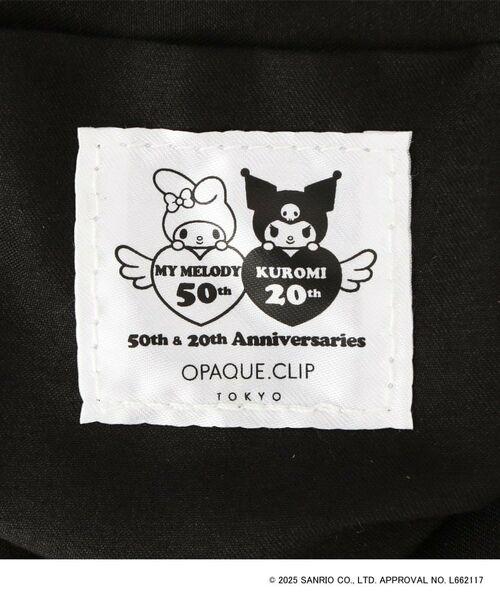 MY MELODY KUROMI
50th 20th
50th & 20th Anniversaries
OPAQUE.CLIP
TOKYO
© 2025 SANRIO CO., LTD. APPROVAL NO. L662117